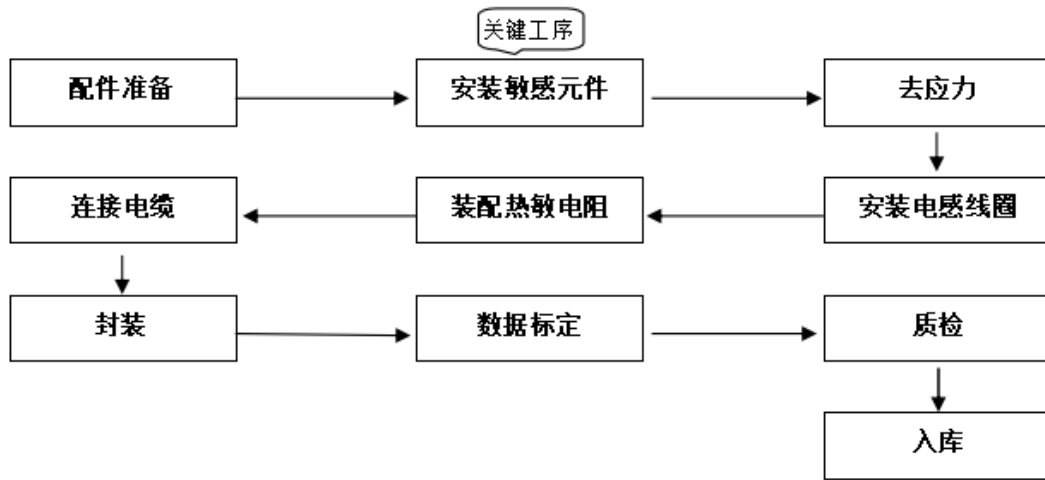 关键工序
配件准备
安装敏感元件
去应力
安装电感线圈
装配热敏电阻
连接电缆
封装
数据标定
质检
入库